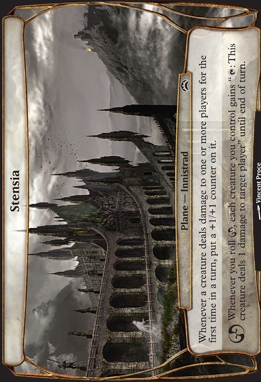 Stensia
Plane — Innistrad
Whenever a creature deals damage to one or more players for the
first time in a turn, put a +1/+1 counter on it.
Whenever you roll , each creature you control gains “ : This
creature deals 1 damage to target player” until end of turn.
Vincent Proce